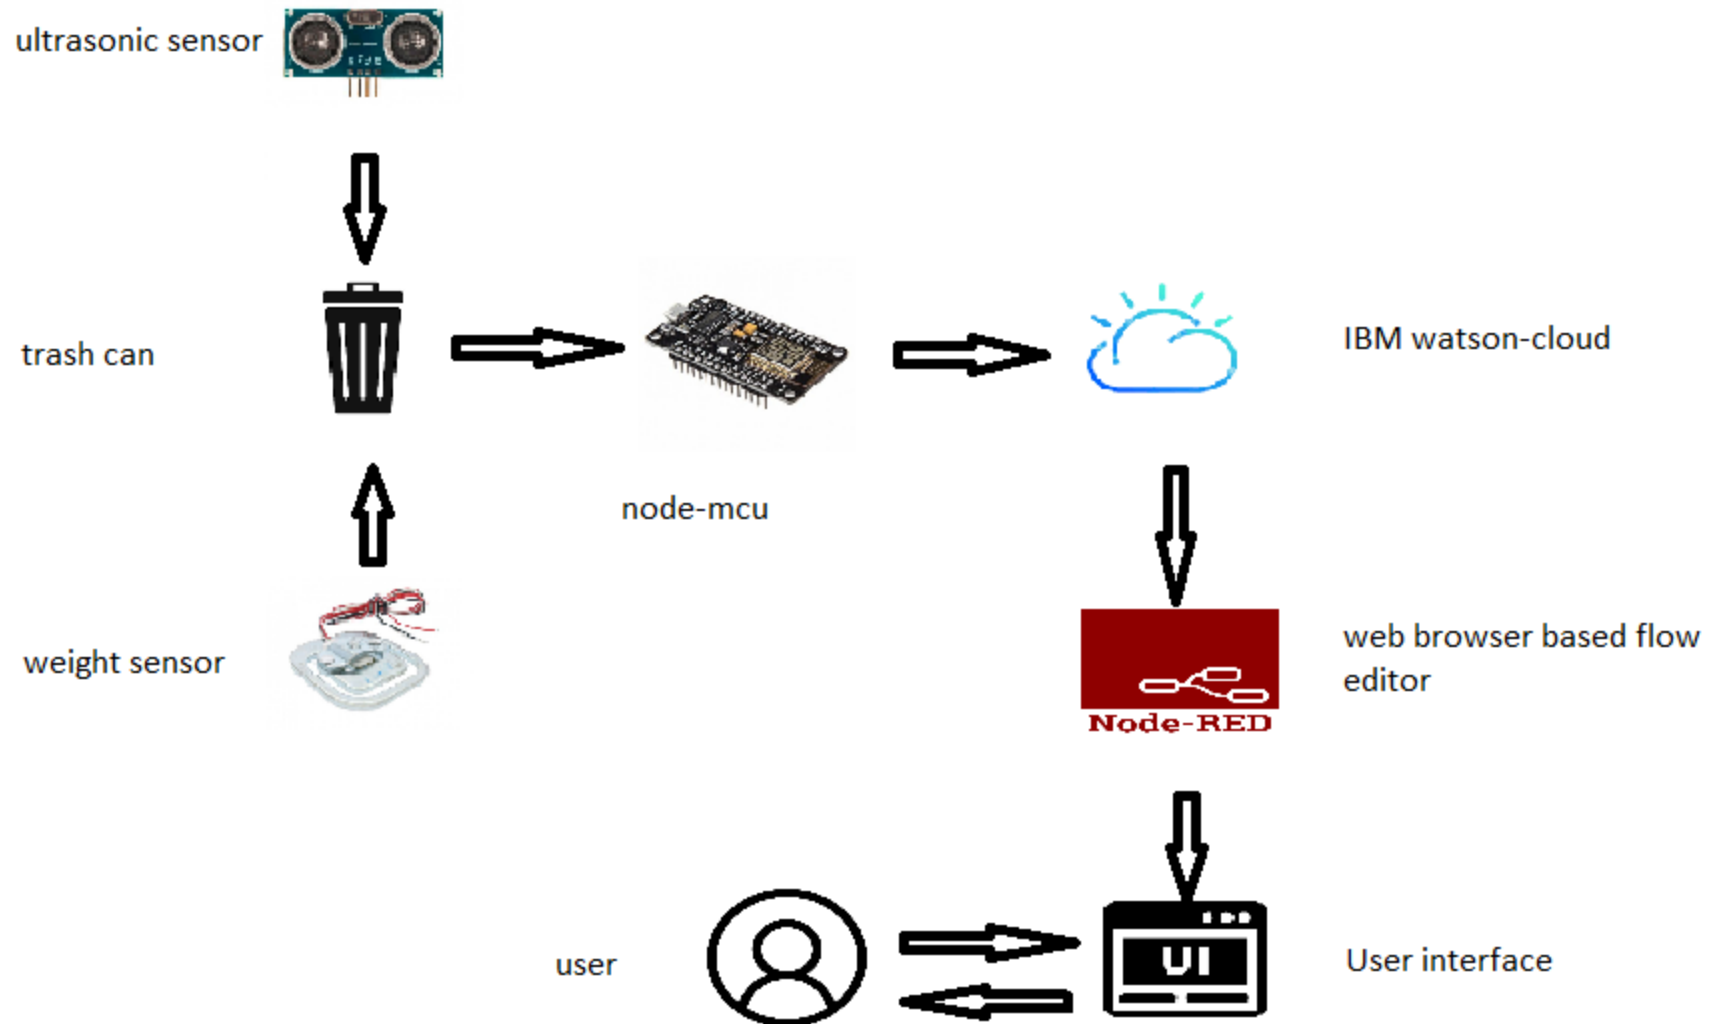 ultrasonic sensor
trash can
IBM watson-cloud
node-mcu
weight sensor
web browser based flow
editor
Node-RED
user
UI
User interface